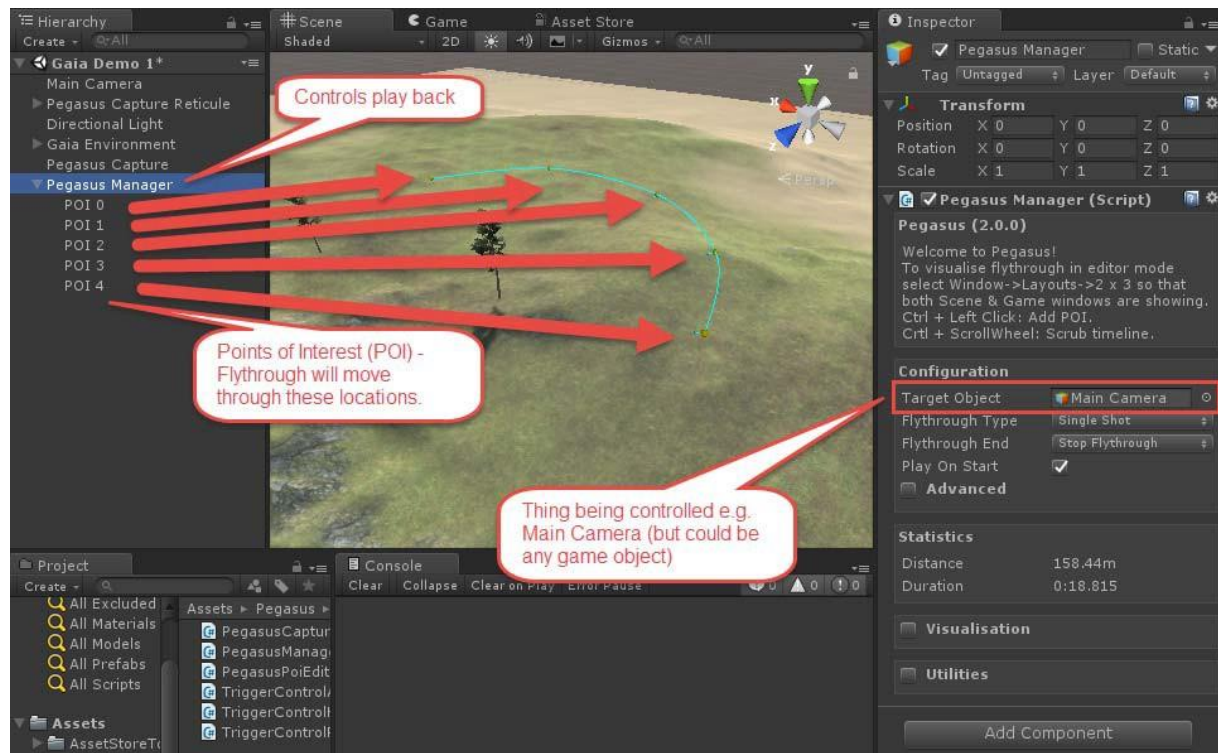 Hierarchy
Create
All
Gaia Demo 1*
Main Camera
Pegasus Capture Reticule
Directional Light
Gaia Environment
Pegasus Capture
Pegasus Manager
POI 0
POI 1
POI 2
POI 3
POI 4
Scene
Game
Asset Store
Shaded
2D
Gizmos
All
y
x
z
Persp
Controls play back
Points of Interest (POI) -
Flythrough will move
through these locations.
Thing being controlled e.g.
Main Camera (but could be
any game object)
Inspector
Pegasus Manager
Static
Tag Untagged Layer Default
Transform
Position X 0 Y 0 Z 0
Rotation X 0 Y 0 Z 0
Scale X 1 Y 1 Z 1
Pegasus Manager (Script)
Pegasus (2.0.0)
Welcome to Pegasus!
To visualise flythrough in editor mode
select Window->Layouts->2 x 3 so that
both Scene & Game windows are showing.
Ctrl + Left Click: Add POI.
Crtl + ScrollWheel: Scrub timeline.
Configuration
Target Object Main Camera
Flythrough Type Single Shot
Flythrough End Stop Flythrough
Play On Start
Advanced
Statistics
Distance 158.44m
Duration 0:18.815
Visualisation
Utilities
Add Component
Project
Create
All Excluded
All Materials
All Models
All Prefabs
All Scripts
Assets
AssetStoreTo
Assets Pegasus
PegasusCaptur
PegasusManag
PegasusPoiEdit
TriggerControl
TriggerControl
TriggerControl
Console
Clear Collapse Clear on Play Error Pause
0 0 0